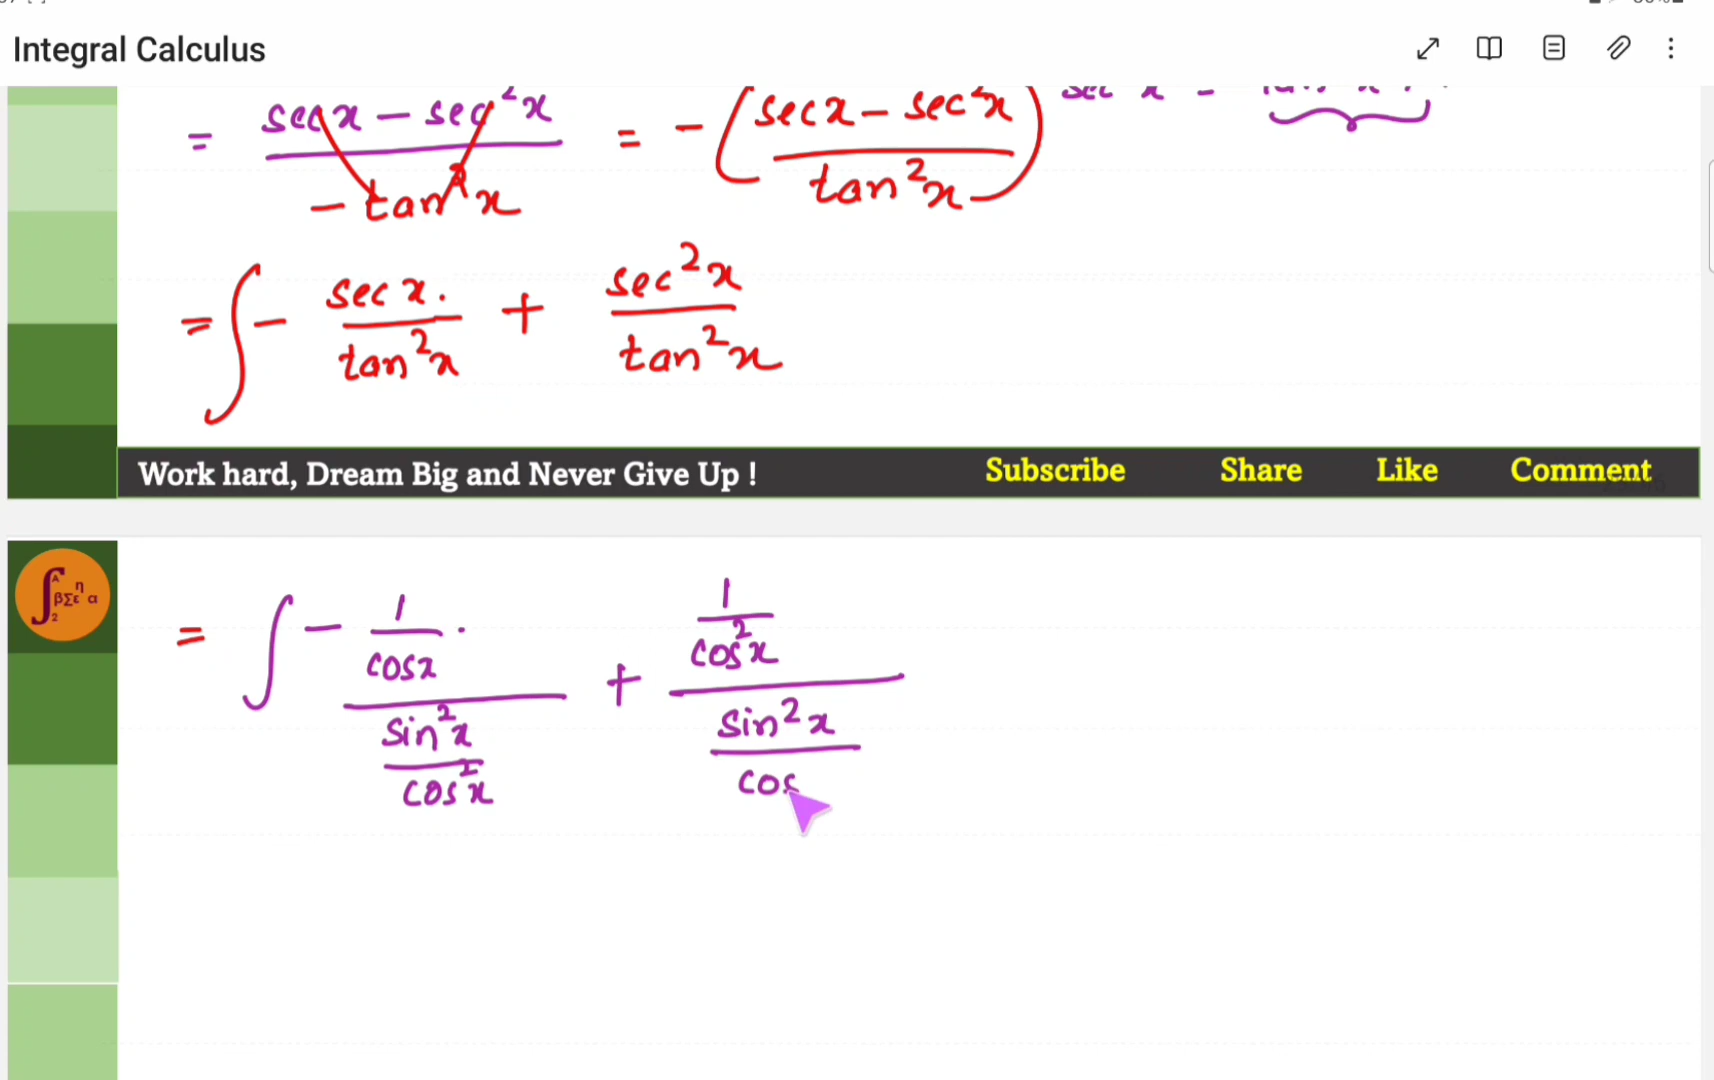 Integral Calculus
= (sec x − sec²x)/(− tan²x) = −((sec x − sec²x)/(tan²x))
= ∫ − (sec x.)/(tan²x) + (sec²x)/(tan²x)
Work hard, Dream Big and Never Give Up ! Subscribe Share Like Comment
= ∫ − ((1/cos x) .)/(sin²x/cos²x) + (1/cos²x)/(sin²x/cos